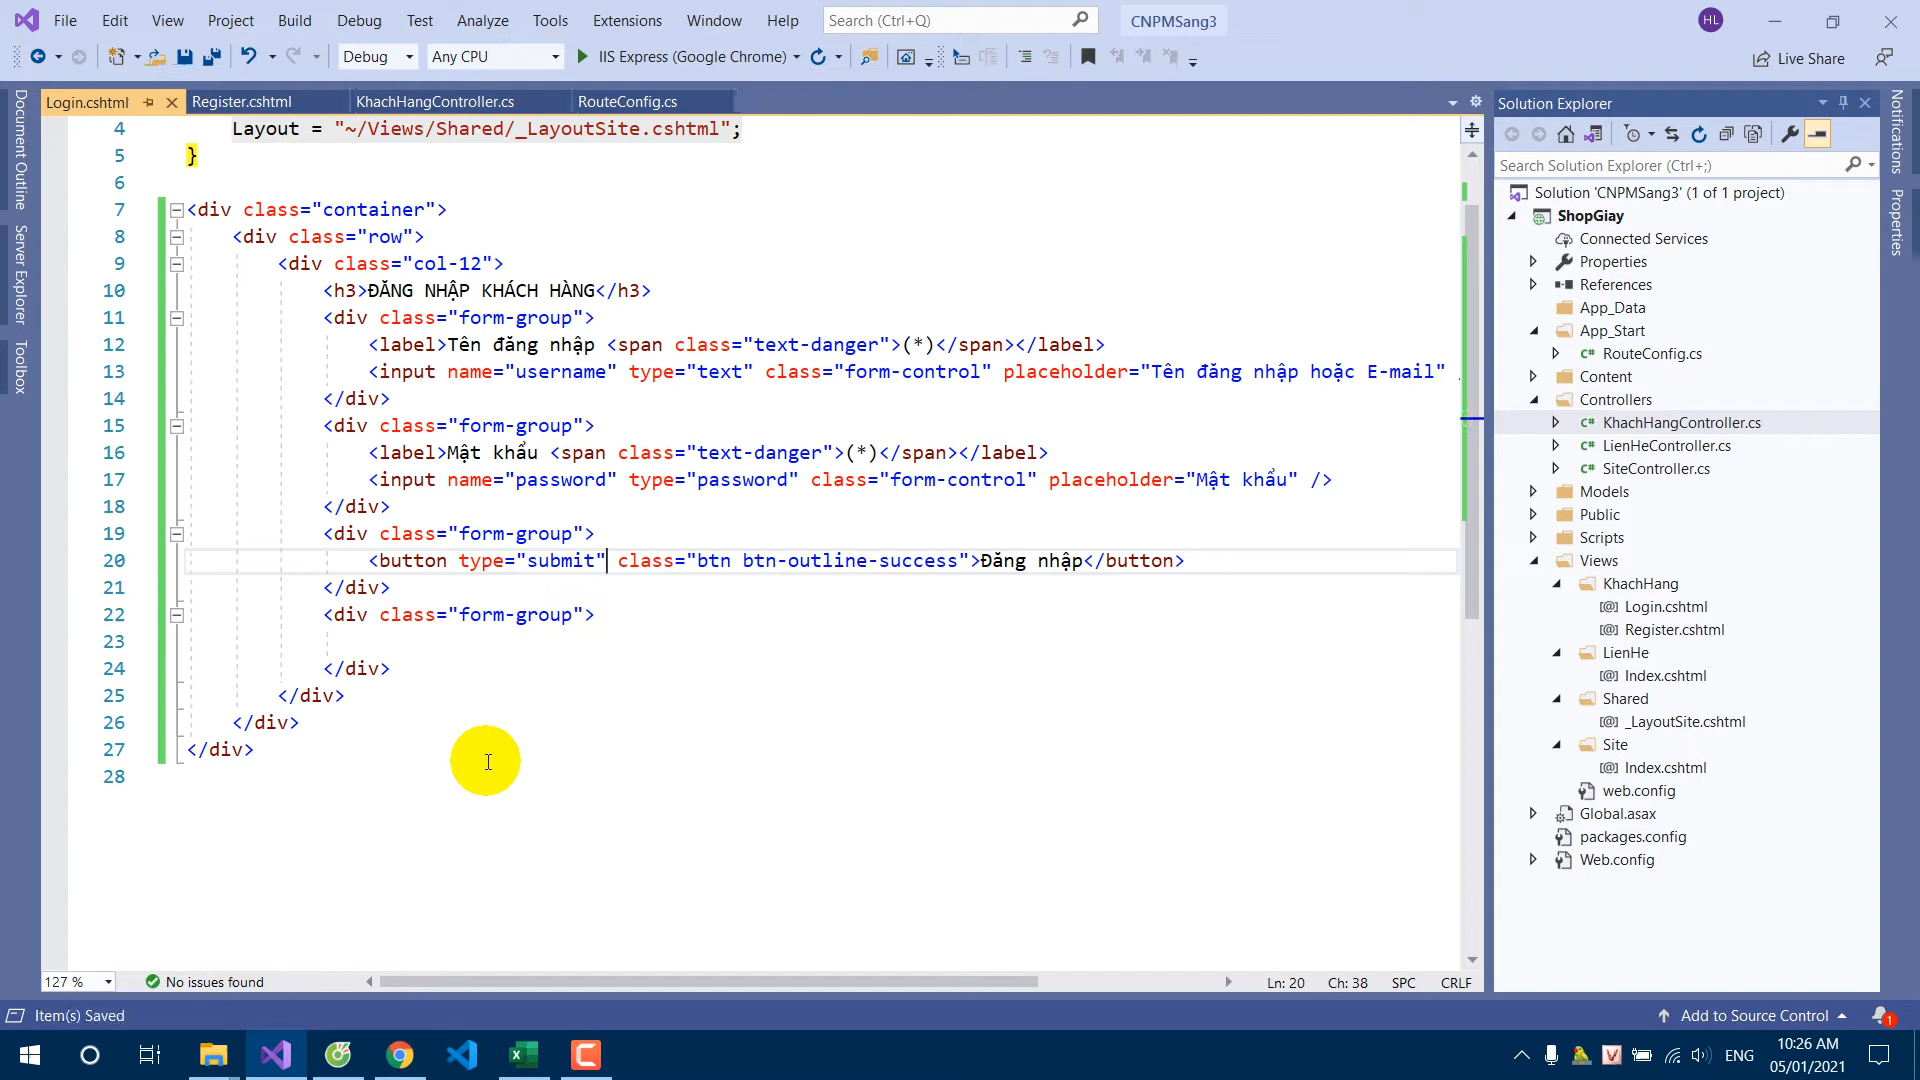 File Edit View Project Build Debug Test Analyze Tools Extensions Window Help Search (Ctrl+Q) CNPMSang3 HL
Debug Any CPU IIS Express (Google Chrome) Live Share
Document Outline
Server Explorer
Toolbox
Login.cshtml Register.cshtml KhachHangController.cs RouteConfig.cs
4 Layout = "~/Views/Shared/_LayoutSite.cshtml";
5 }
6
7 <div class="container">
8 <div class="row">
9 <div class="col-12">
10 <h3>ĐĂNG NHẬP KHÁCH HÀNG</h3>
11 <div class="form-group">
12 <label>Tên đăng nhập <span class="text-danger">(*)</span></label>
13 <input name="username" type="text" class="form-control" placeholder="Tên đăng nhập hoặc E-mail"
14 </div>
15 <div class="form-group">
16 <label>Mật khẩu <span class="text-danger">(*)</span></label>
17 <input name="password" type="password" class="form-control" placeholder="Mật khẩu" />
18 </div>
19 <div class="form-group">
20 <button type="submit" class="btn btn-outline-success">Đăng nhập</button>
21 </div>
22 <div class="form-group">
23
24 </div>
25 </div>
26 </div>
27 </div>
28
127 % No issues found Ln: 20 Ch: 38 SPC CRLF
Solution Explorer
Search Solution Explorer (Ctrl+;)
Solution 'CNPMSang3' (1 of 1 project)
ShopGiay
Connected Services
Properties
References
App_Data
App_Start
C# RouteConfig.cs
Content
Controllers
C# KhachHangController.cs
C# LienHeController.cs
C# SiteController.cs
Models
Public
Scripts
Views
KhachHang
[@] Login.cshtml
[@] Register.cshtml
LienHe
[@] Index.cshtml
Shared
[@] _LayoutSite.cshtml
Site
[@] Index.cshtml
web.config
Global.asax
packages.config
Web.config
Notifications
Properties
Item(s) Saved Add to Source Control 1
ENG 10:26 AM
05/01/2021